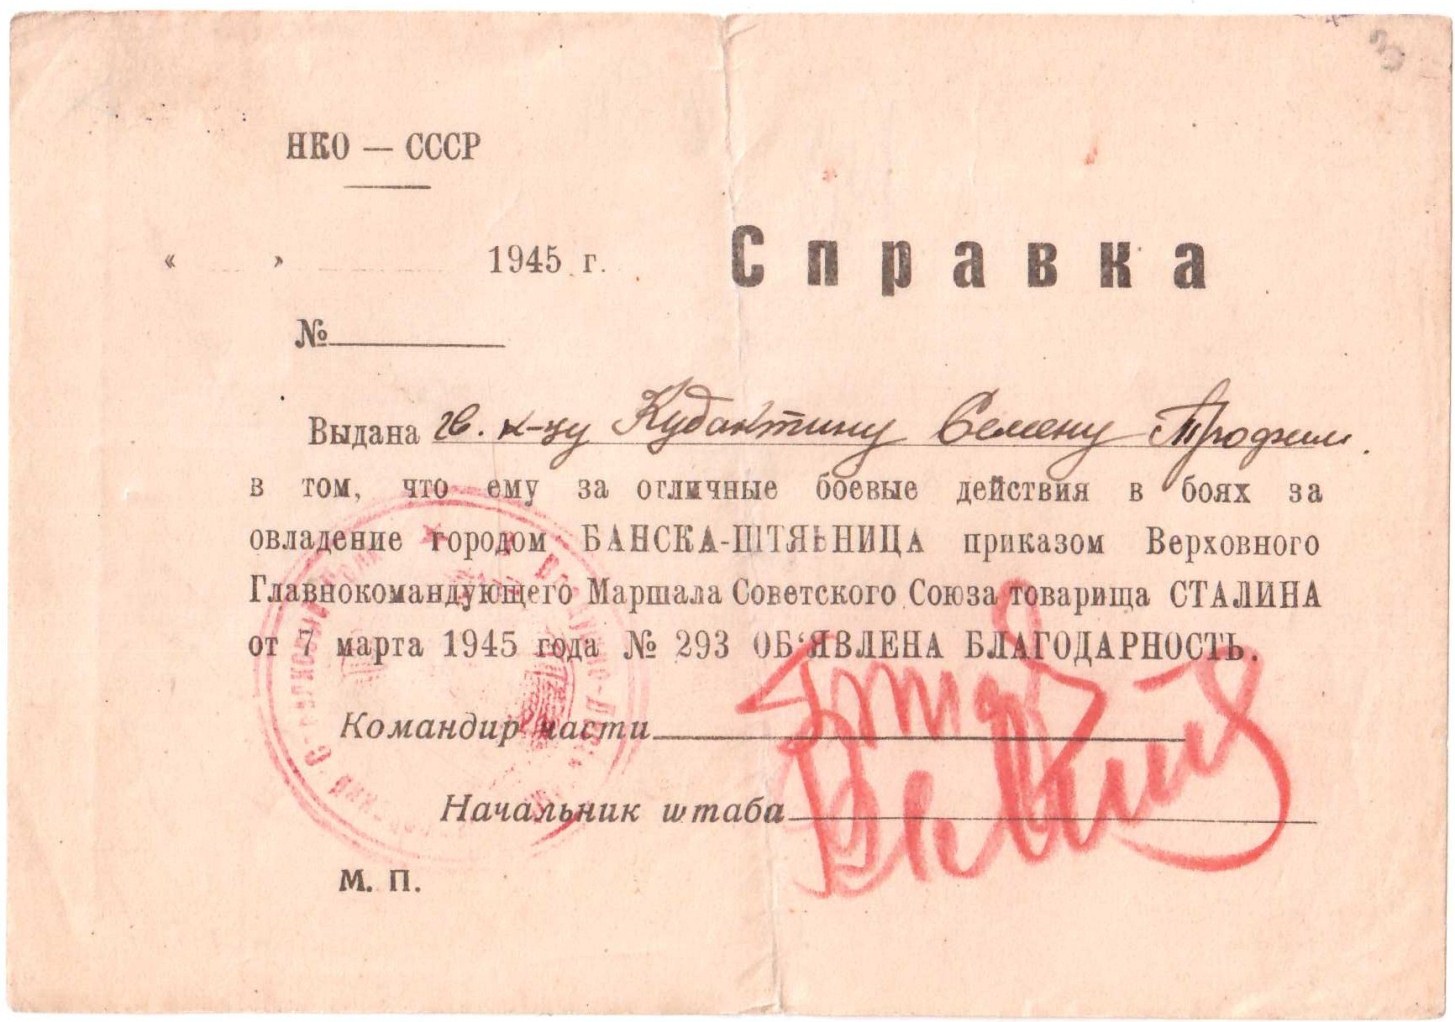 НКО — СССР
« » 1945 г.
Справка
№
Выдана гв. к-цу Кудактину Семену Трофим.
в том, что ему за отличные боевые действия в боях за
овладение городом БАНСКА-ШТЯЬНИЦА приказом Верховного
Главнокомандующего Маршала Советского Союза товарища СТАЛИНА
от 7 марта 1945 года № 293 ОБ'ЯВЛЕНА БЛАГОДАРНОСТЬ.
Командир части
Начальник штаба
М. П.